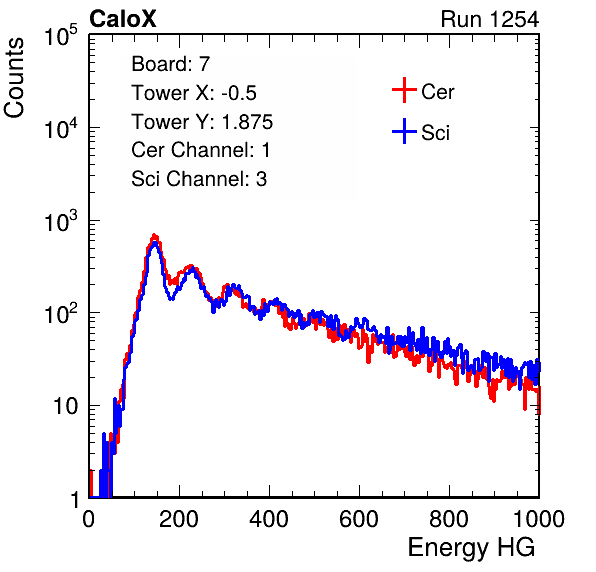 CaloX Run 1254
Counts
10^5
10^4
10^3
10^2
10
1
Board: 7
Tower X: -0.5
Tower Y: 1.875
Cer Channel: 1
Sci Channel: 3
Cer
Sci
0 200 400 600 800 1000
Energy HG